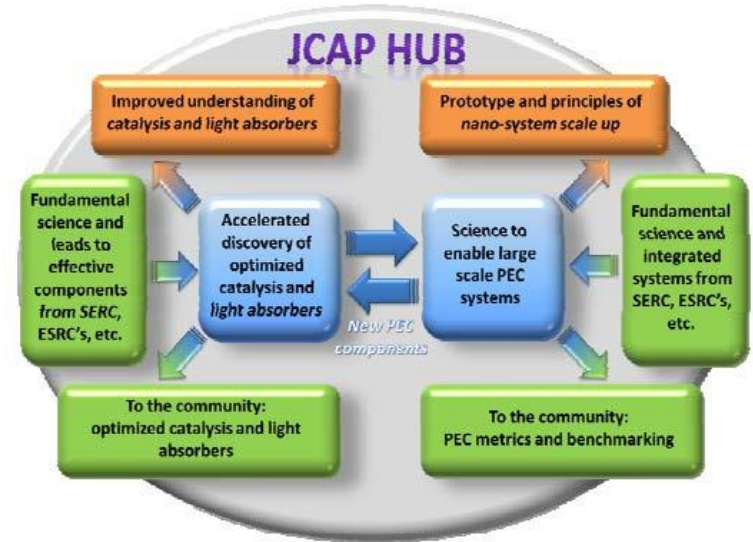 JCAP HUB
Improved understanding of
catalysis and light absorbers
Prototype and principles of
nano-system scale up
Fundamental
science and
leads to
effective
components
from SERC,
ESRC's, etc.
Accelerated
discovery of
optimized
catalysis and
light absorbers
Science to
enable large
scale PEC
systems
Fundamental
science and
integrated
systems from
SERC, ESRC's,
etc.
New PEC
components
To the community:
optimized catalysis and light
absorbers
To the community:
PEC metrics and benchmarking